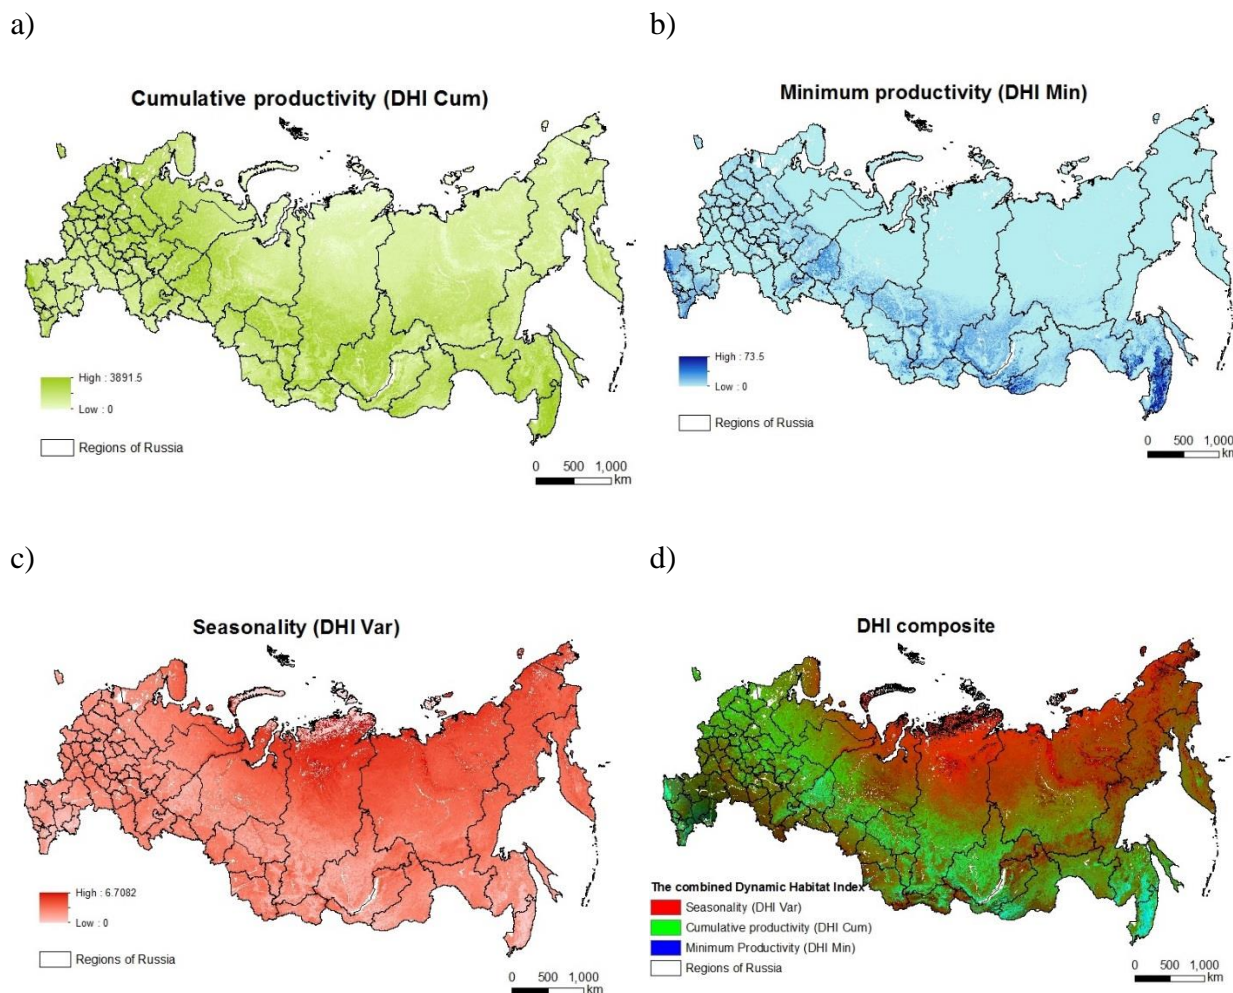 a)
Cumulative productivity (DHI Cum)
High : 3891.5
Low : 0
Regions of Russia
0 500 1,000
km
b)
Minimum productivity (DHI Min)
High : 73.5
Low : 0
Regions of Russia
0 500 1,000
km
c)
Seasonality (DHI Var)
High : 6.7082
Low : 0
Regions of Russia
0 500 1,000
km
d)
DHI composite
The combined Dynamic Habitat Index
Seasonality (DHI Var)
Cumulative productivity (DHI Cum)
Minimum Productivity (DHI Min)
Regions of Russia
0 500 1,000
km